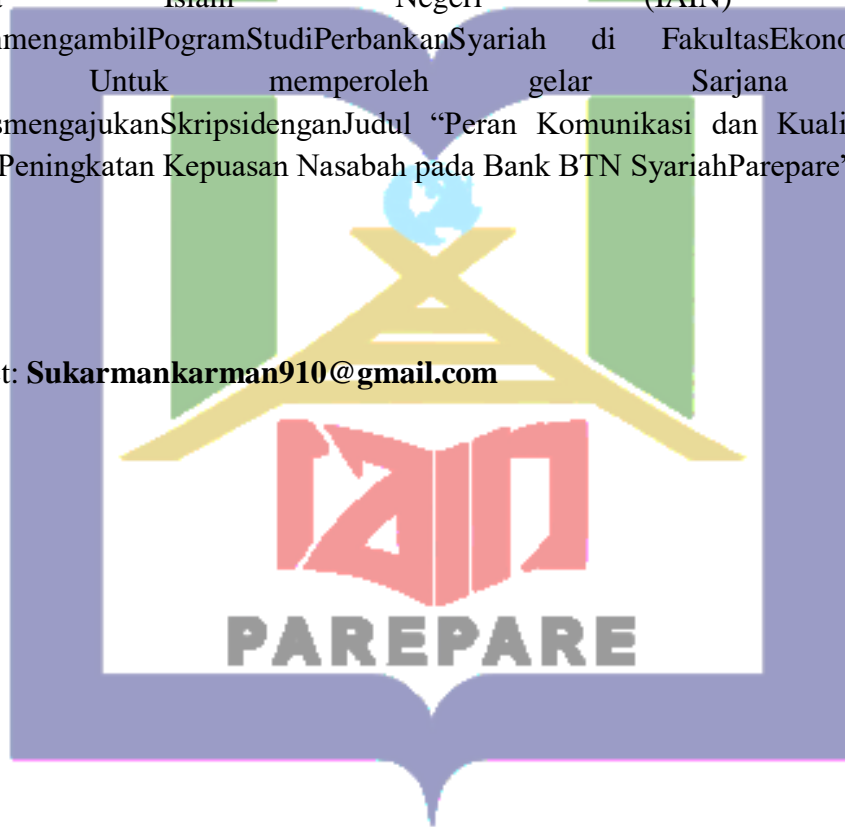 Islam Negeri (IAIN)
nmengambilPogramStudiPerbankanSyariah di FakultasEkono
Untuk memperoleh gelar Sarjana
smengajukanSkripsidenganJudul “Peran Komunikasi dan Kuali
Peningkatan Kepuasan Nasabah pada Bank BTN SyariahParepare”
t: Sukarmankarman910@gmail.com
IAIN
PAREPARE